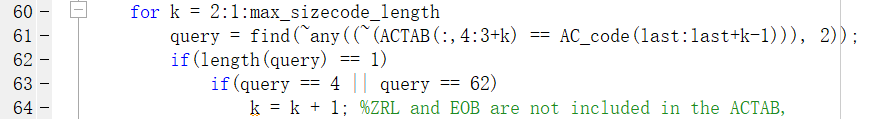 60 - for k = 2:1:max_sizecode_length
61 - query = find(~any((~(ACTAB(:,4:3+k) == AC_code(last:last+k-1))), 2));
62 - if(length(query) == 1)
63 - if(query == 4 || query == 62)
64 - k = k + 1; %ZRL and EOB are not included in the ACTAB,